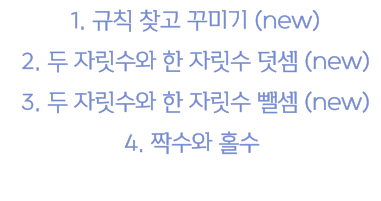 1. 규칙 찾고 꾸미기 (new)
2. 두 자릿수와 한 자릿수 덧셈 (new)
3. 두 자릿수와 한 자릿수 뺄셈 (new)
4. 짝수와 홀수